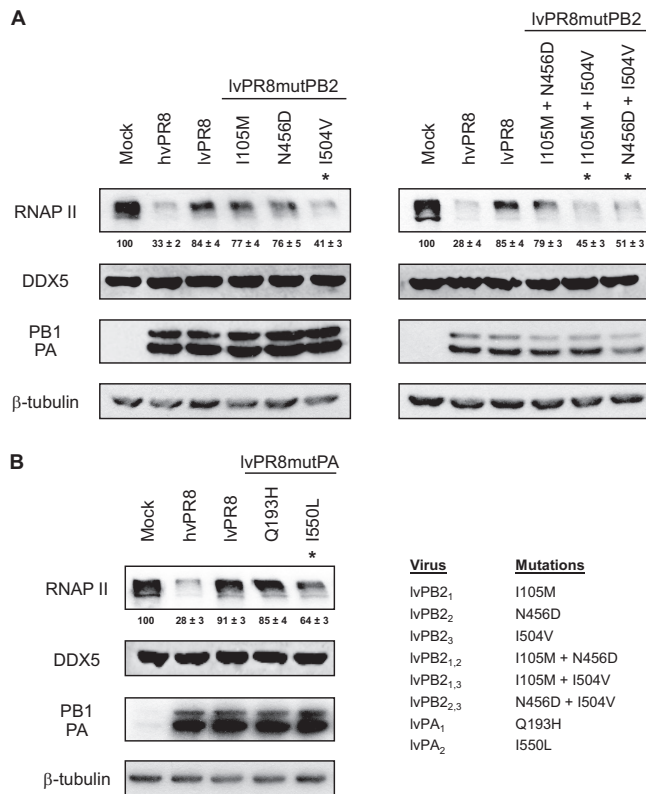 A
lvPR8mutPB2
Mock hvPR8 lvPR8 I105M N456D I504V
*
RNAP II
100 33 ± 2 84 ± 4 77 ± 4 76 ± 5 41 ± 3
DDX5
PB1
PA
β-tubulin
lvPR8mutPB2
Mock hvPR8 lvPR8 I105M + N456D I105M + I504V N456D + I504V
* *
100 28 ± 4 85 ± 4 79 ± 3 45 ± 3 51 ± 3
B
lvPR8mutPA
Mock hvPR8 lvPR8 Q193H I550L
*
RNAP II
100 28 ± 3 91 ± 3 85 ± 4 64 ± 3
DDX5
PB1
PA
β-tubulin
Virus Mutations
lvPB2₁ I105M
lvPB2₂ N456D
lvPB2₃ I504V
lvPB2₁,₂ I105M + N456D
lvPB2₁,₃ I105M + I504V
lvPB2₂,₃ N456D + I504V
lvPA₁ Q193H
lvPA₂ I550L